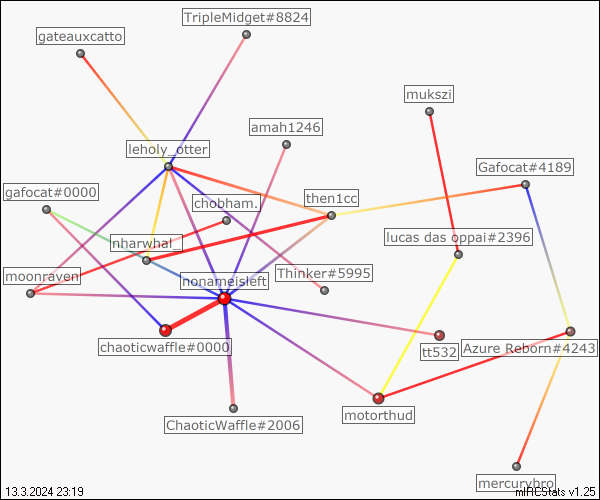 TripleMidget#8824
gateauxcatto
mukszi
amah1246
leholy_otter
Gafocat#4189
gafocat#0000
chobham.
then1cc
nharwhal_
lucas das oppai#2396
moonraven
nonameisleft
Thinker#5995
chaoticwaffle#0000
tt532
Azure Reborn#4243
motorthud
ChaoticWaffle#2006
mercurybro
13.3.2024 23:19
mIRCStats v1.25